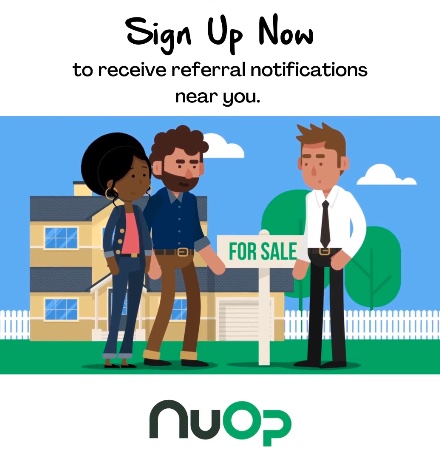 Sign Up Now
to receive referral notifications
near you.
FOR SALE
NuOp